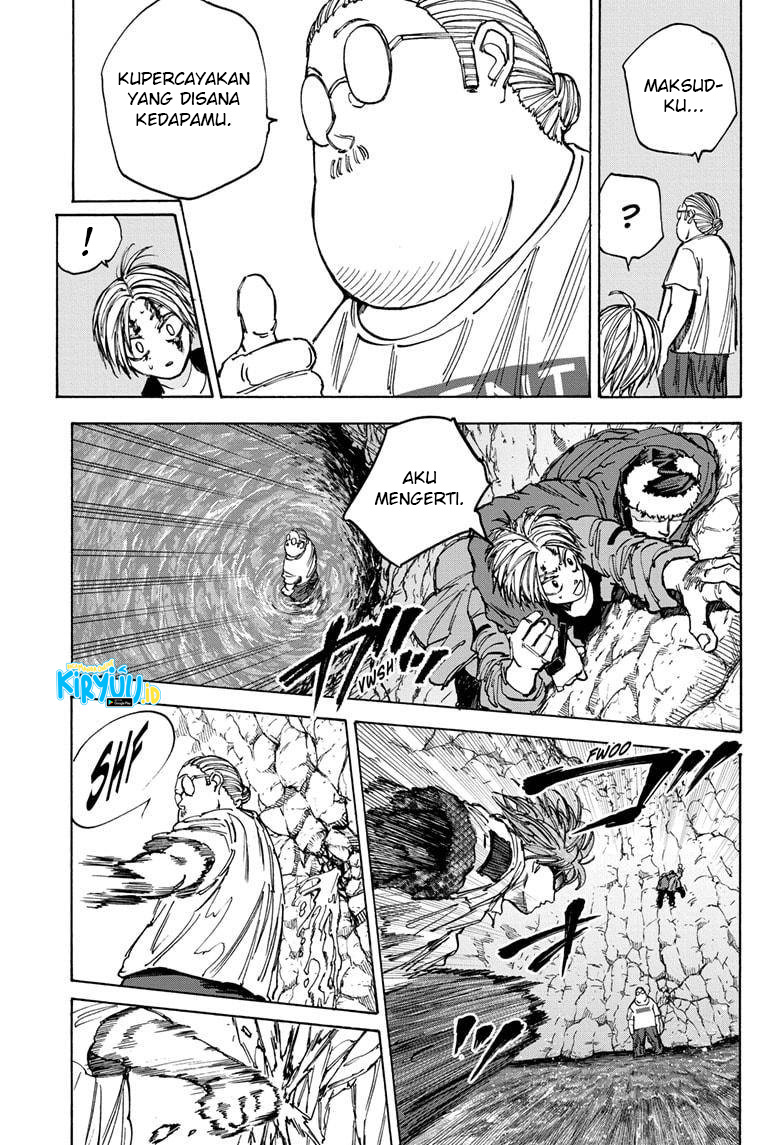 MAKSUD-
KU...
?
KUPERCAYAKAN
YANG DISANA
KEDAPAMU.
!
AKU
MENGERTI.
VWSH
KIRYUU.ID
FWOO
SHF